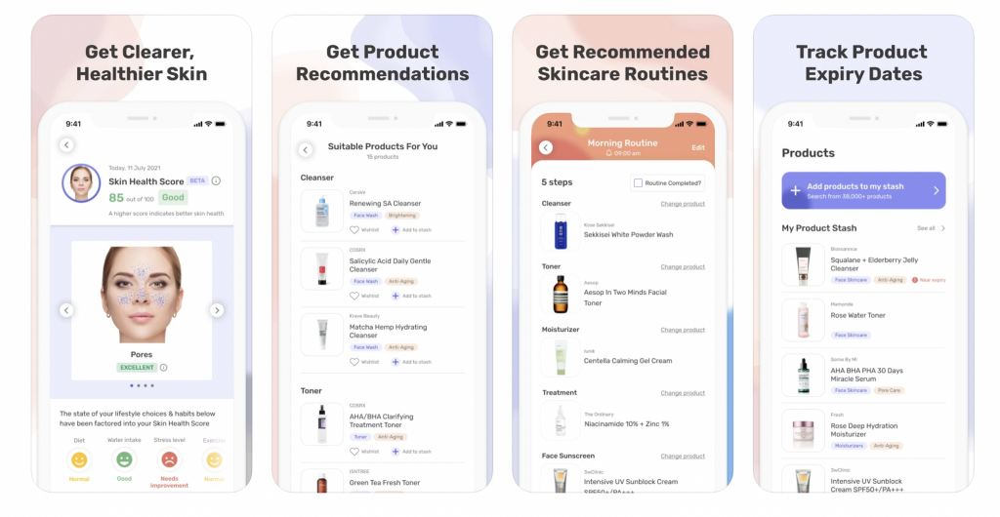 Get Clearer,
Healthier Skin
9:41
Today, 11 July 2021
Skin Health Score BETA
85 out of 100 Good
A higher score indicates better skin health
Pores
EXCELLENT
The state of your lifestyle choices & habits below
have been factored into your Skin Health Score
Diet Water intake Stress level Exercise
Normal Good Needs
improvement Normal
Get Product
Recommendations
9:41
Suitable Products For You
15 products
Cleanser
CeraVe
Renewing SA Cleanser
Face Wash Brightening
Wishlist Add to stash
COSRX
Salicylic Acid Daily Gentle
Cleanser
Face Wash Anti-Aging
Wishlist Add to stash
Krave Beauty
Matcha Hemp Hydrating
Cleanser
Face Wash Anti-Aging
Wishlist Add to stash
Toner
COSRX
AHA/BHA Clarifying
Treatment Toner
Toner Anti-Aging
Wishlist Add to stash
ISNTREE
Green Tea Fresh Toner
Get Recommended
Skincare Routines
9:41
Morning Routine
09:00 am
Edit
5 steps
Routine Completed?
Cleanser Change product
Kose Sekkisei
Sekkisei White Powder Wash
Toner Change product
Aesop
Aesop In Two Minds Facial
Toner
Moisturizer Change product
iunik
Centella Calming Gel Cream
Treatment Change product
The Ordinary
Niacinamide 10% + Zinc 1%
Face Sunscreen Change product
3wClinic
Intensive UV Sunblock Cream
SPF50+/PA+++
Track Product
Expiry Dates
9:41
Products
Add products to my stash
Search from 38,000+ products
My Product Stash See all
Biossance
Squalane + Elderberry Jelly
Cleanser
Face Skincare Anti-Aging Near expiry
Mamonde
Rose Water Toner
Face Skincare
Some By Mi
AHA BHA PHA 30 Days
Miracle Serum
Face Skincare Pore Care
Fresh
Rose Deep Hydration
Moisturizer
Moisturizers Anti-Aging
3wClinic
Intensive UV Sunblock
Cream SPF50+/PA+++